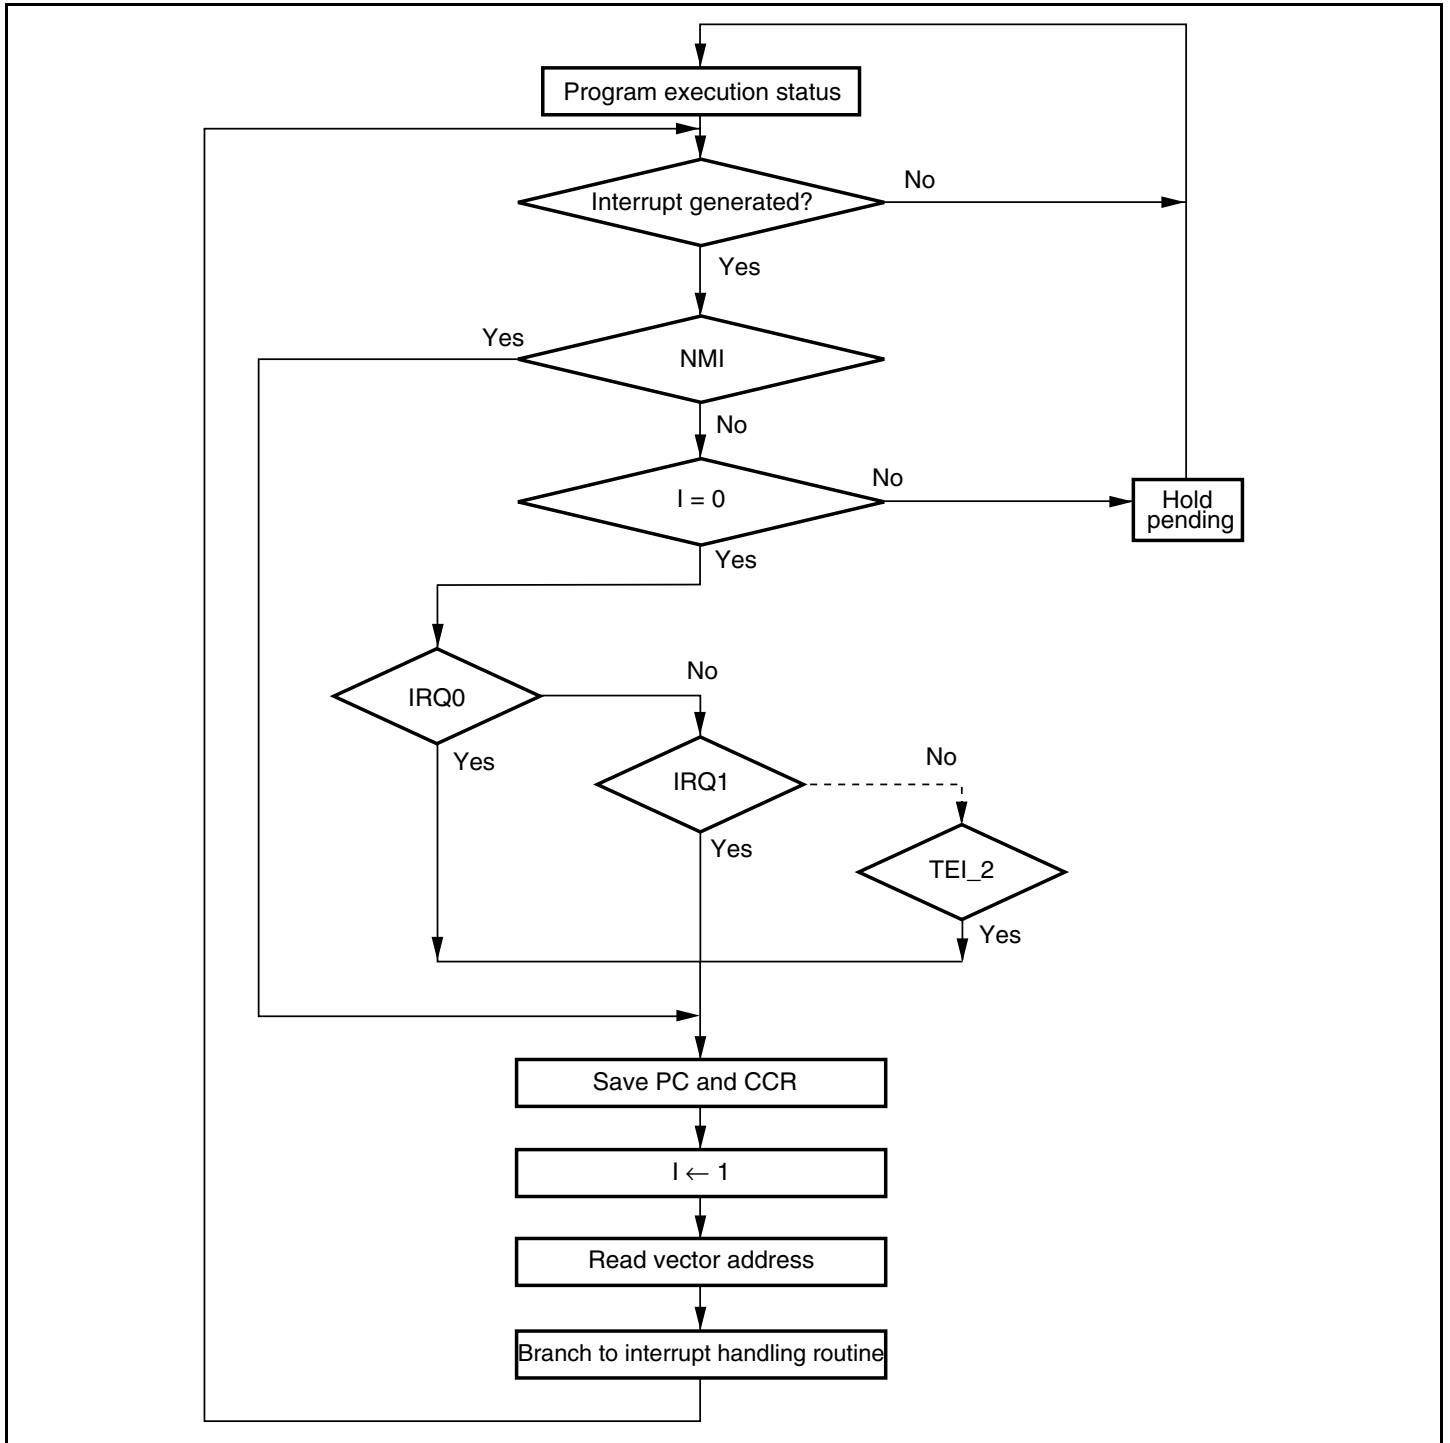 Program execution status
Interrupt generated?
No
Yes
Yes
NMI
No
I = 0
No
Hold
pending
Yes
IRQ0
No
Yes
IRQ1
No
Yes
TEI_2
Yes
Save PC and CCR
I ← 1
Read vector address
Branch to interrupt handling routine